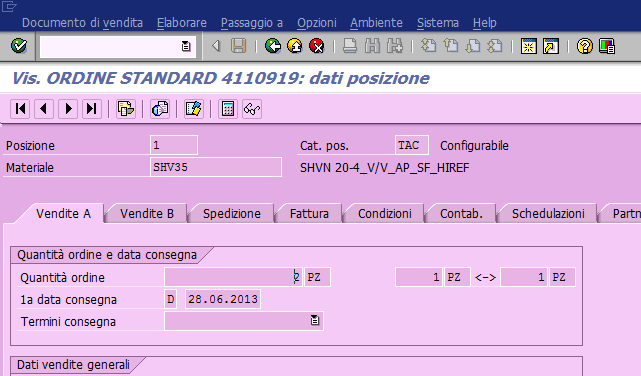 Documento di vendita Elaborare Passaggio a Opzioni Ambiente Sistema Help
Vis. ORDINE STANDARD 4110919: dati posizione
Posizione 1 Cat. pos. TAC Configurabile
Materiale SHV35 SHVN 20-4_V/V_AP_SF_HIREF
Vendite A Vendite B Spedizione Fattura Condizioni Contab. Schedulazioni Partn
Quantità ordine e data consegna
Quantità ordine 2 PZ 1 PZ <-> 1 PZ
1a data consegna D 28.06.2013
Termini consegna
Dati vendite generali